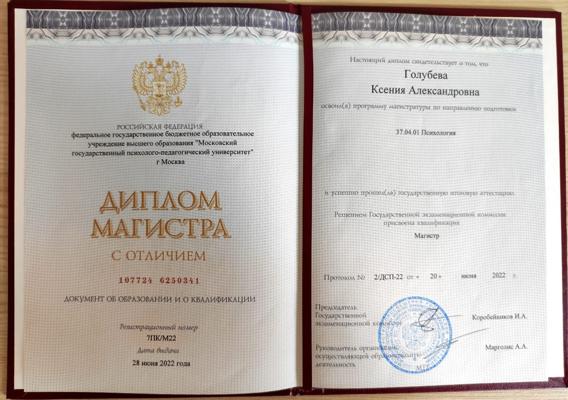 РОССИЙСКАЯ ФЕДЕРАЦИЯ
федеральное государственное бюджетное образовательное
учреждение высшего образования "Московский
государственный психолого-педагогический университет"
г Москва
ДИПЛОМ
МАГИСТРА
С ОТЛИЧИЕМ
107724 6250341
ДОКУМЕНТ ОБ ОБРАЗОВАНИИ И О КВАЛИФИКАЦИИ
Регистрационный номер
7ПК/М22
Дата выдачи
28 июня 2022 года
Настоящий диплом свидетельствует о том, что
Голубева
Ксения Александровна
освоил(а) программу магистратуры по направлению подготовки
37.04.01 Психология
и успешно прошел(ла) государственную итоговую аттестацию.
Решением Государственной экзаменационной комиссии
присвоена квалификация
Магистр
Протокол № 2/ДСП-22 от « 20 » июня 2022 г.
Председатель
Государственной
экзаменационной Коробейников И.А.
Руководитель
осуществляющей
деятельность Марголис А.А.